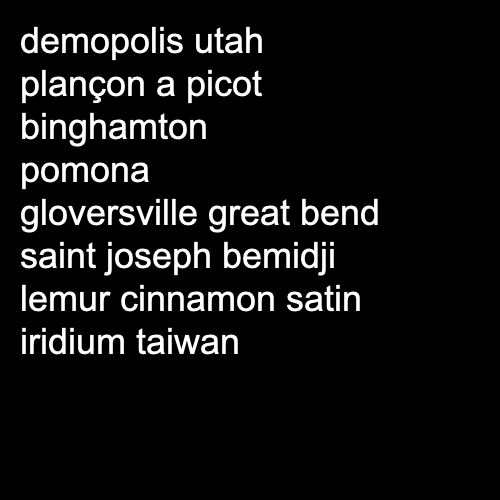 demopolis utah
plançon a picot
binghamton
pomona
gloversville great bend
saint joseph bemidji
lemur cinnamon satin
iridium taiwan